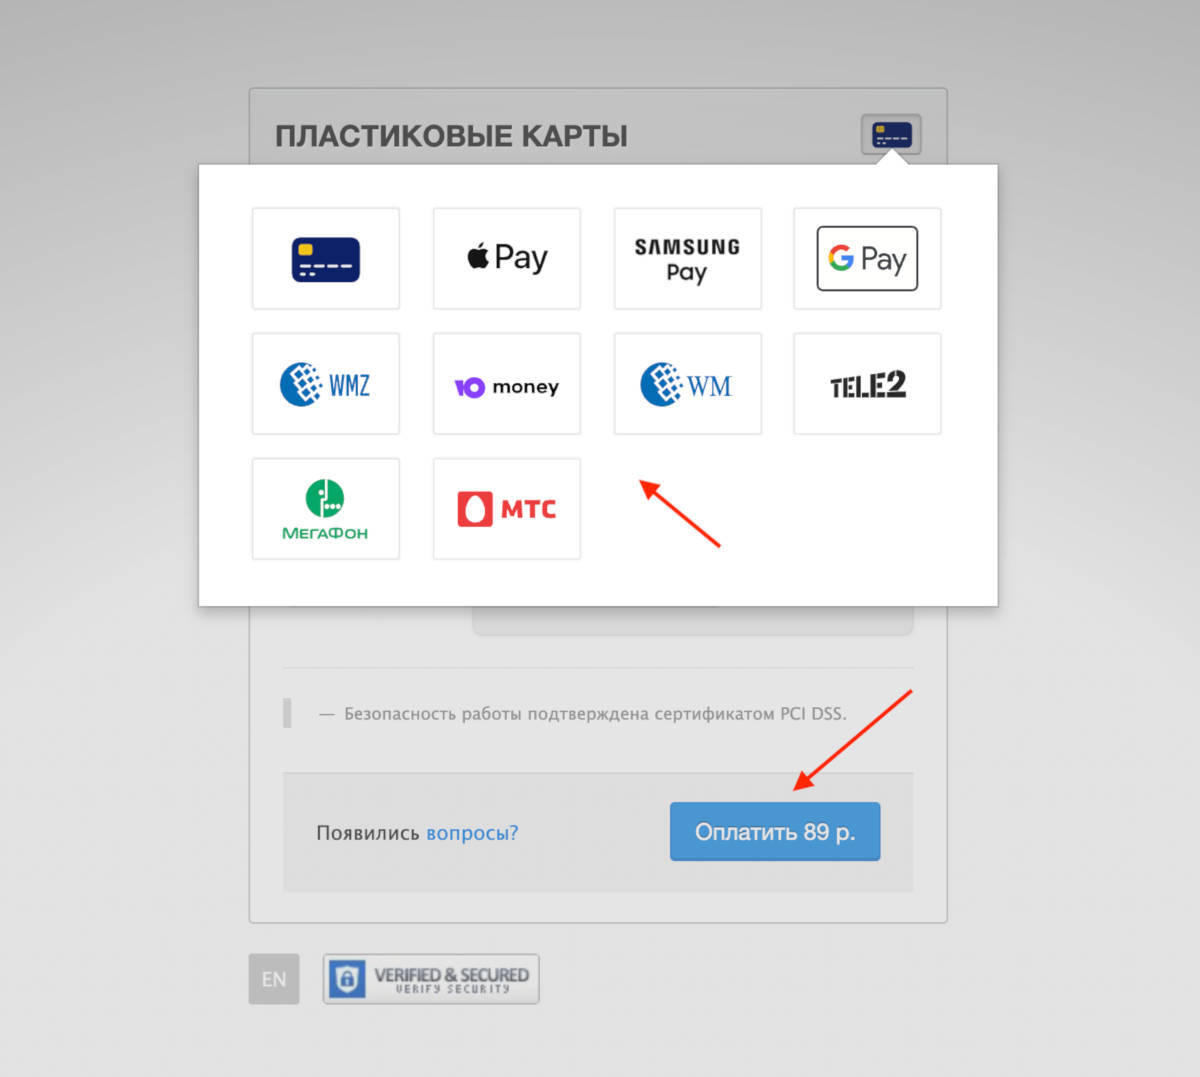 ПЛАСТИКОВЫЕ КАРТЫ
Pay
SAMSUNG
Pay
G Pay
WMZ
Ю money
WM
TELE2
МЕГАФОН
МТС
— Безопасность работы подтверждена сертификатом PCI DSS.
Появились вопросы?
Оплатить 89 р.
EN
VERIFIED & SECURED
VERIFY SECURITY